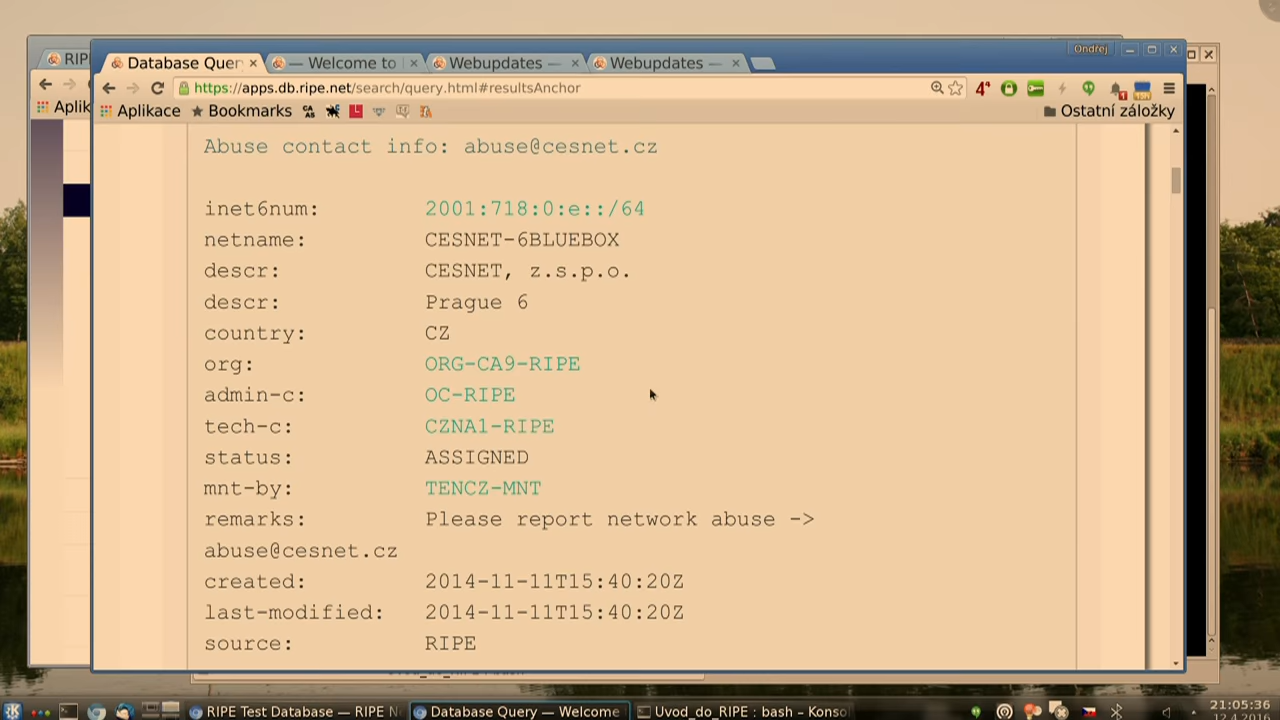 Ondřej
RIPE
Database Quer
— Welcome to
Webupdates —
Webupdates —
https://apps.db.ripe.net/search/query.html#resultsAnchor
Aplik
Aplikace
Bookmarks
Ostatní záložky
Abuse contact info: abuse@cesnet.cz
inet6num: 2001:718:0:e::/64
netname: CESNET-6BLUEBOX
descr: CESNET, z.s.p.o.
descr: Prague 6
country: CZ
org: ORG-CA9-RIPE
admin-c: OC-RIPE
tech-c: CZNA1-RIPE
status: ASSIGNED
mnt-by: TENCZ-MNT
remarks: Please report network abuse ->
abuse@cesnet.cz
created: 2014-11-11T15:40:20Z
last-modified: 2014-11-11T15:40:20Z
source: RIPE
RIPE Test Database — RIPE N
Database Query — Welcome
Uvod_do_RIPE : bash – Konso
21:05:36